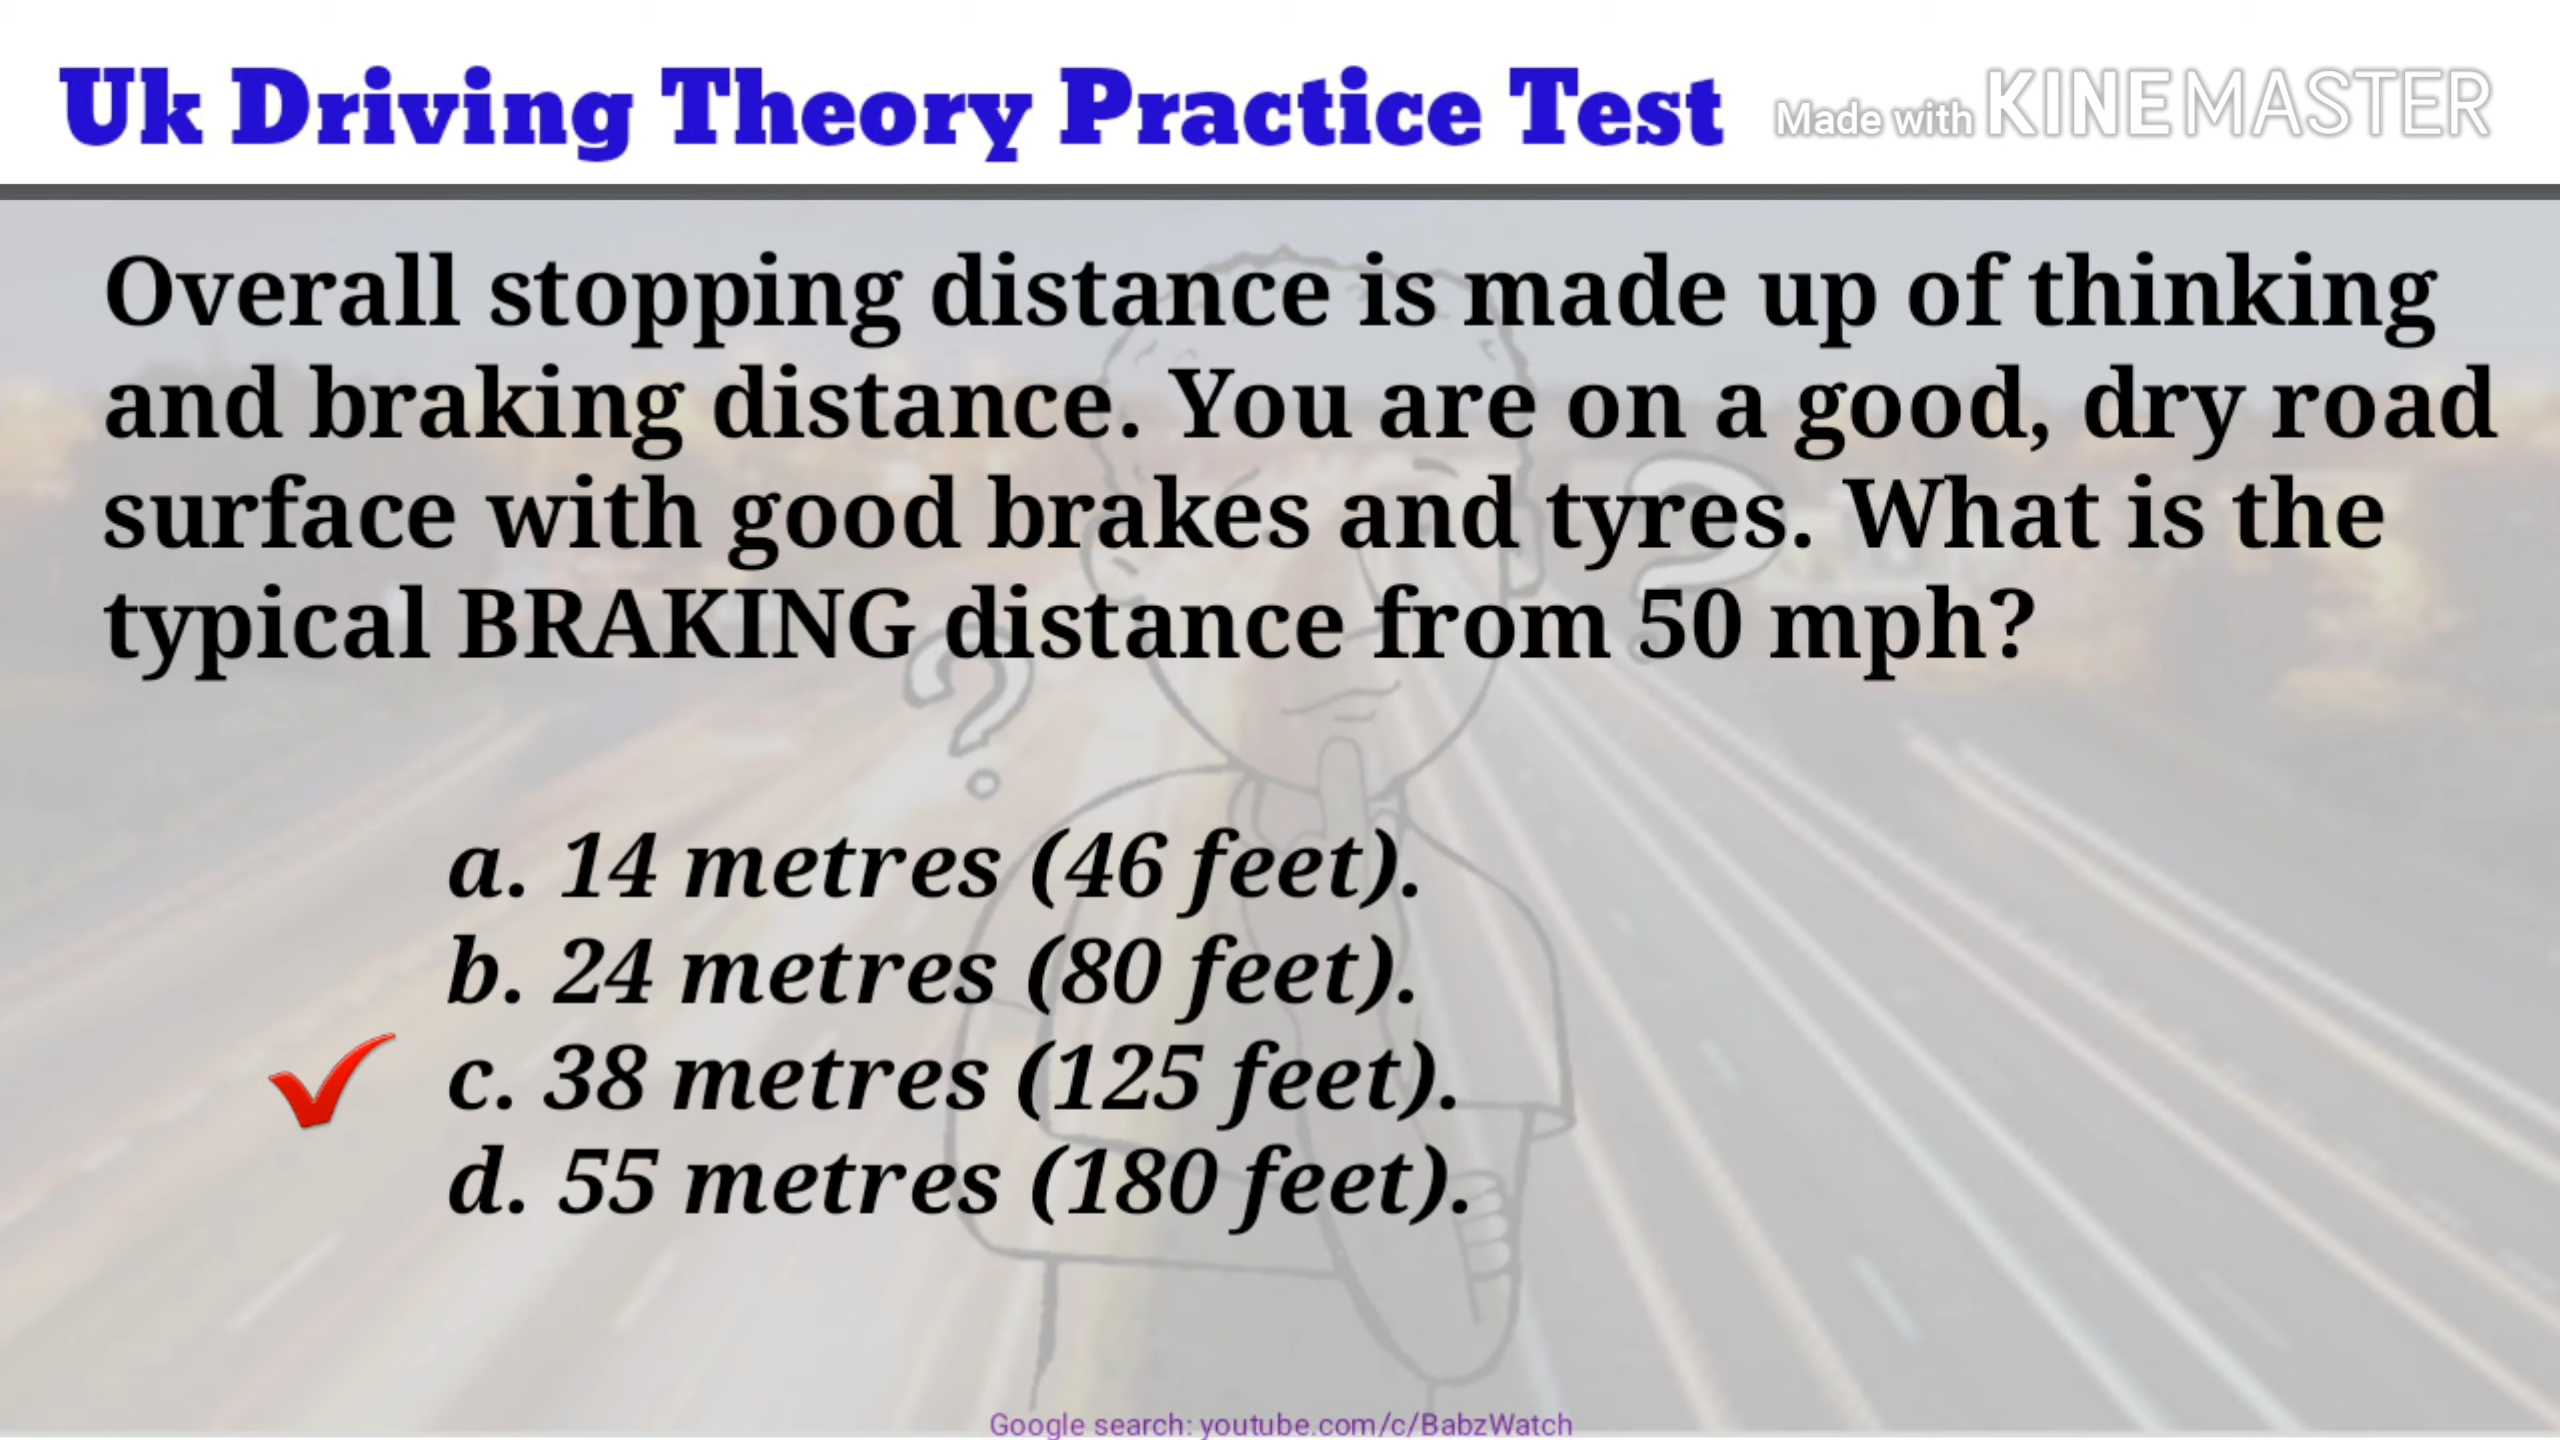 Uk Driving Theory Practice Test
Made with KINEMASTER
Overall stopping distance is made up of thinking
and braking distance. You are on a good, dry road
surface with good brakes and tyres. What is the
typical BRAKING distance from 50 mph?
a. 14 metres (46 feet).
b. 24 metres (80 feet).
c. 38 metres (125 feet).
d. 55 metres (180 feet).
Google search: youtube.com/c/BabzWatch